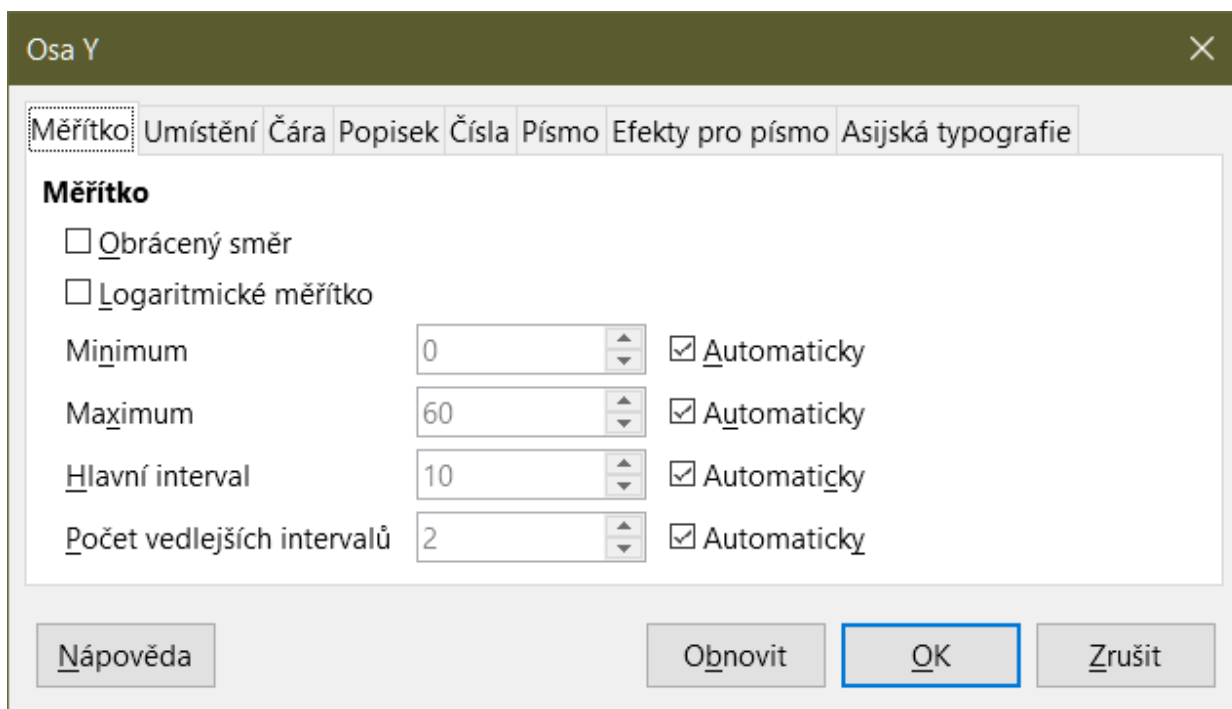 Osa Y
Měřítko Umístění Čára Popisek Čísla Písmo Efekty pro písmo Asijská typografie
Měřítko
Obrácený směr
Logaritmické měřítko
Minimum 0 Automaticky
Maximum 60 Automaticky
Hlavní interval 10 Automaticky
Počet vedlejších intervalů 2 Automaticky
Nápověda Obnovit OK Zrušit